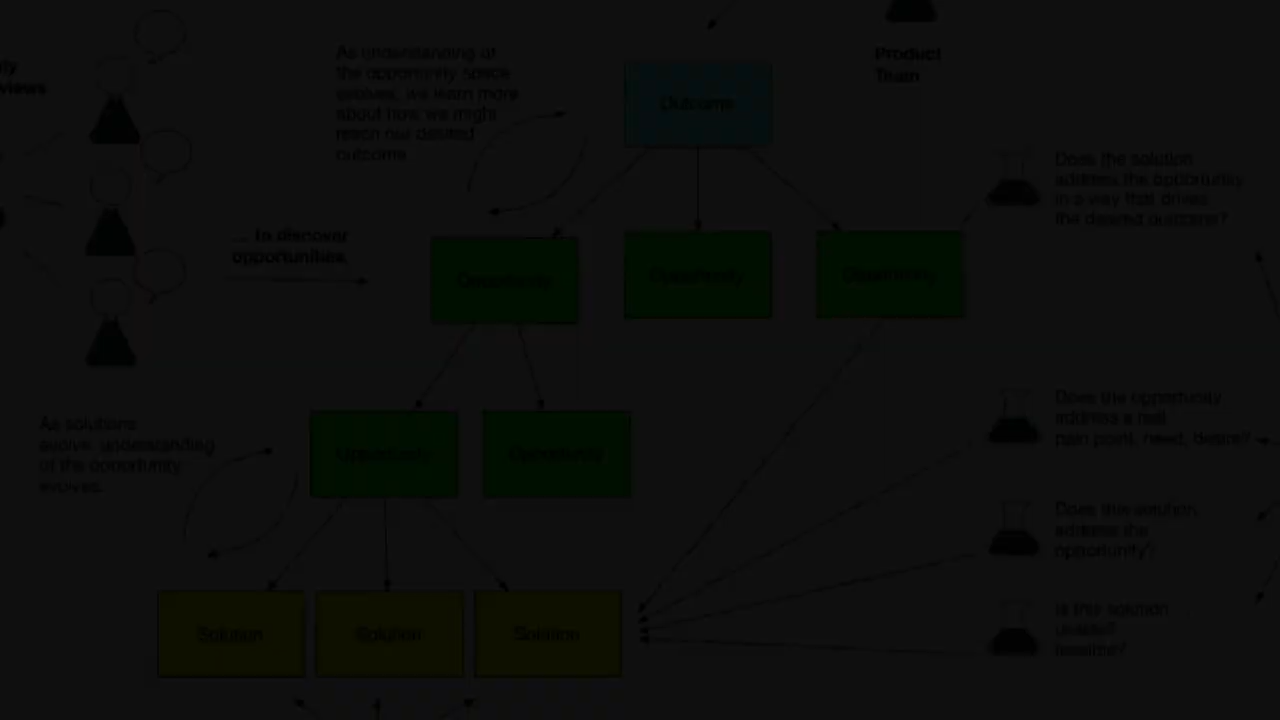 Product
Team
As understanding of
the opportunity space
evolves, we learn more
about how we might
reach our desired
outcome
Outcome
views
Does the solution
address the opportunity
in a way that drives
the desired outcome?
... to discover
opportunities.
Opportunity
Opportunity
Opportunity
Does the opportunity
address a real
pain point, need, desire?
As solutions
evolve, understanding
of the opportunity
evolves.
Opportunity
Opportunity
Does this solution
address the
opportunity?
Is this solution
feasible?
Solution
Solution
Solution